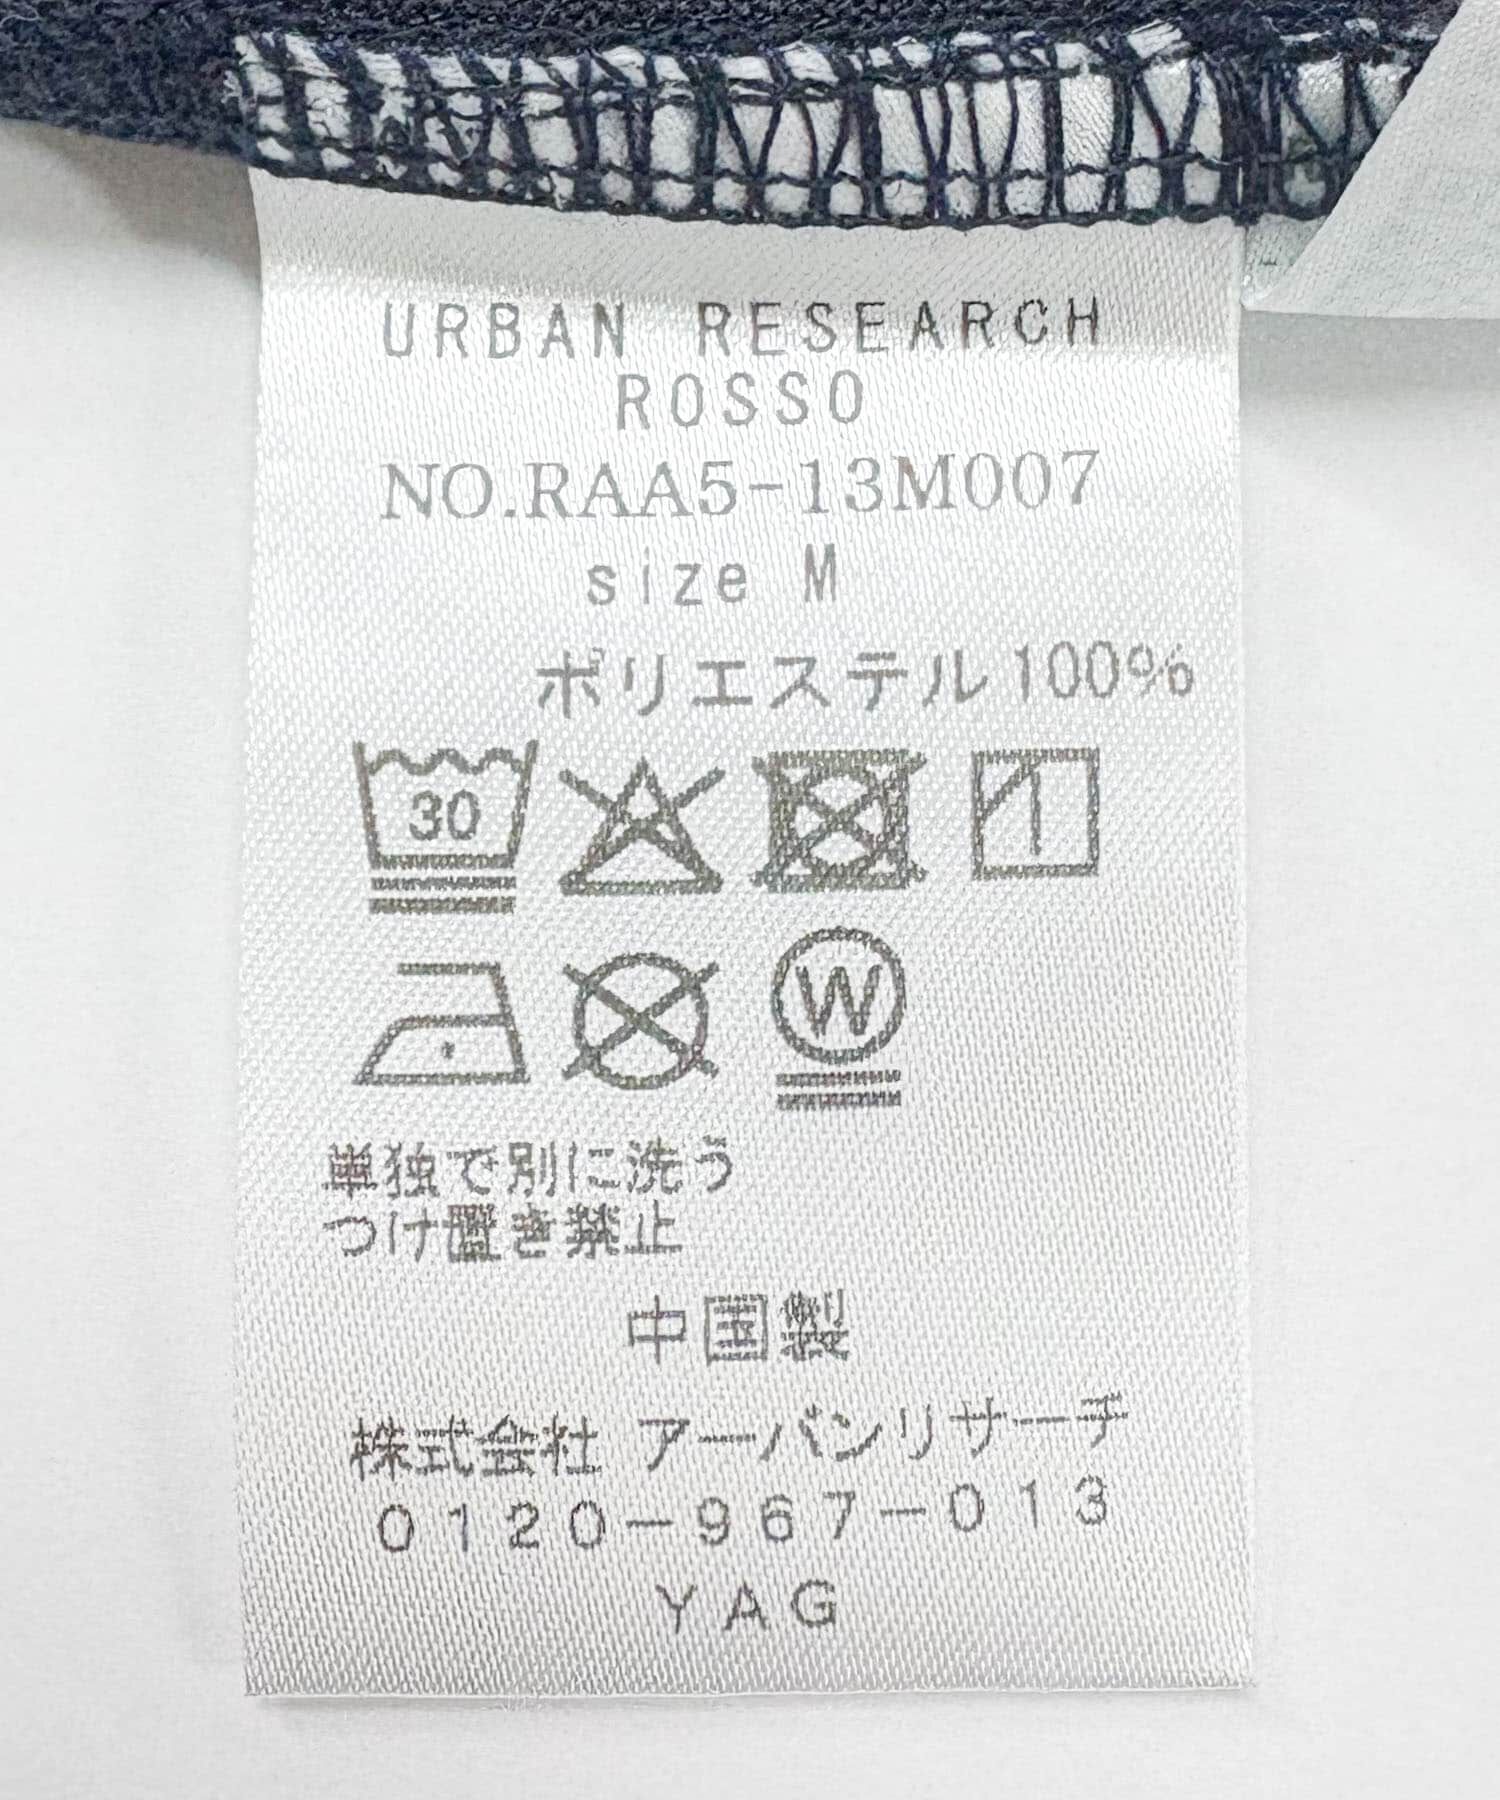 URBAN RESEARCH
ROSSO
NO.RAA5-13M007
size M
ポリエステル100%
30
W
単独で別に洗う
つけ置き禁止
中国製
株式会社 アーバンリサーチ
0120-967-013
YAG